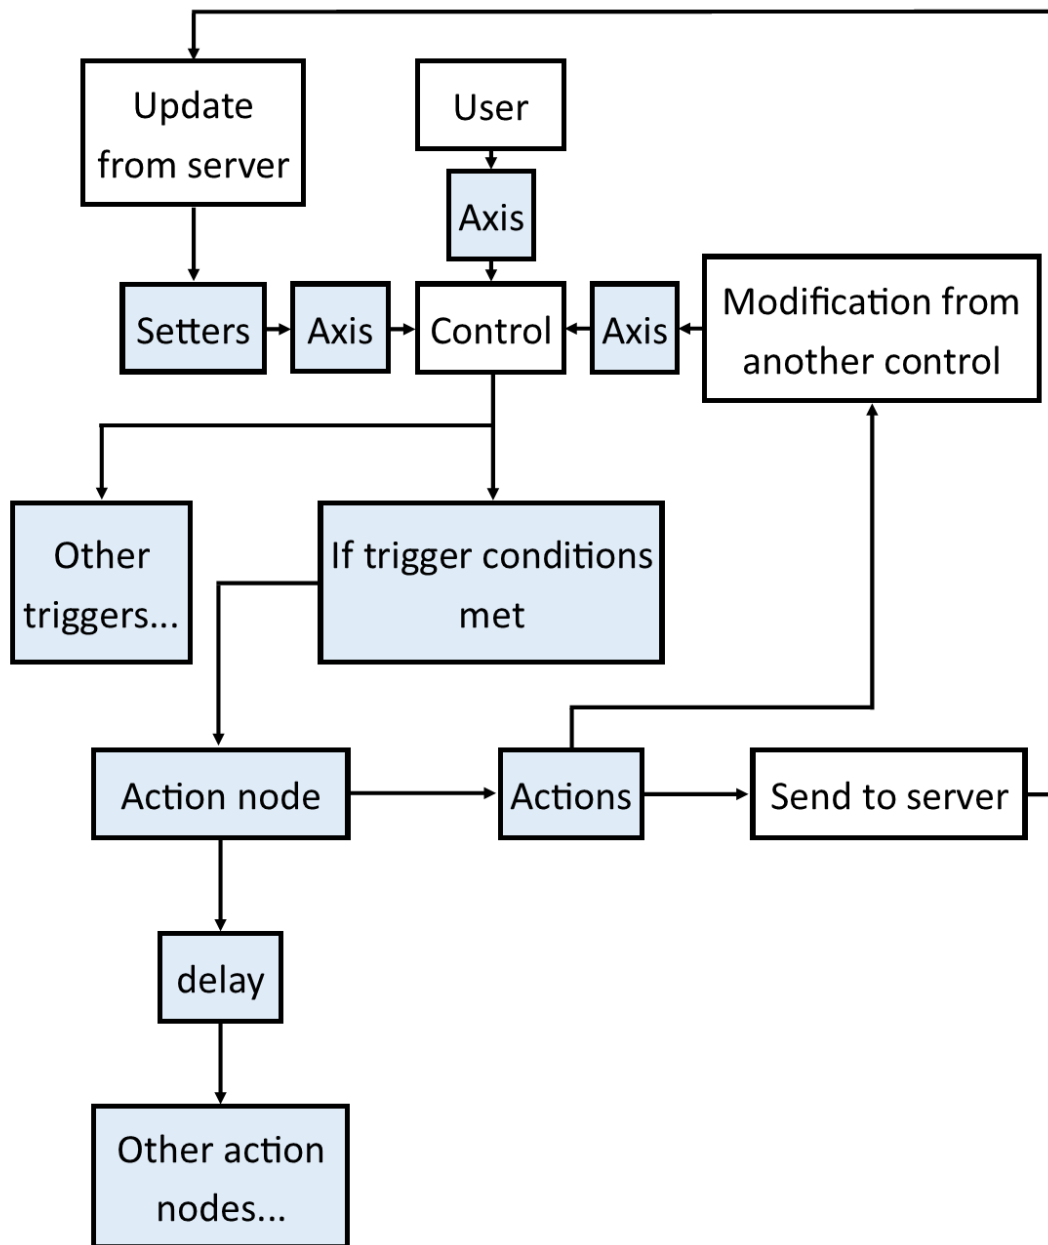 Update
from server
User
Axis
Setters
Axis
Control
Axis
Modification from
another control
Other
triggers...
If trigger conditions
met
Action node
Actions
Send to server
delay
Other action
nodes...